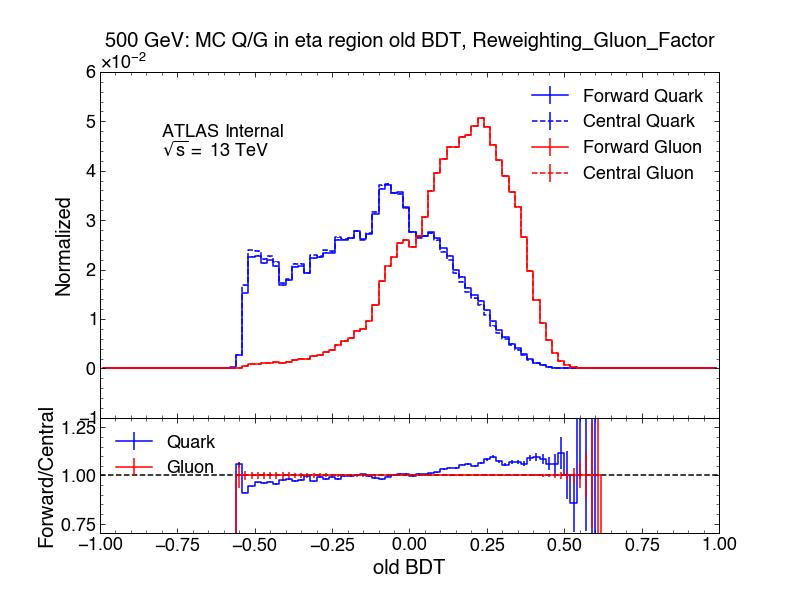 500 GeV: MC Q/G in eta region old BDT, Reweighting_Gluon_Factor
×10⁻²
6
5
4
3
2
1
0
−1
Normalized
ATLAS Internal
√s = 13 TeV
Forward Quark
Central Quark
Forward Gluon
Central Gluon
Forward/Central
1.25
1.00
0.75
Quark
Gluon
−1.00 −0.75 −0.50 −0.25 0.00 0.25 0.50 0.75 1.00
old BDT